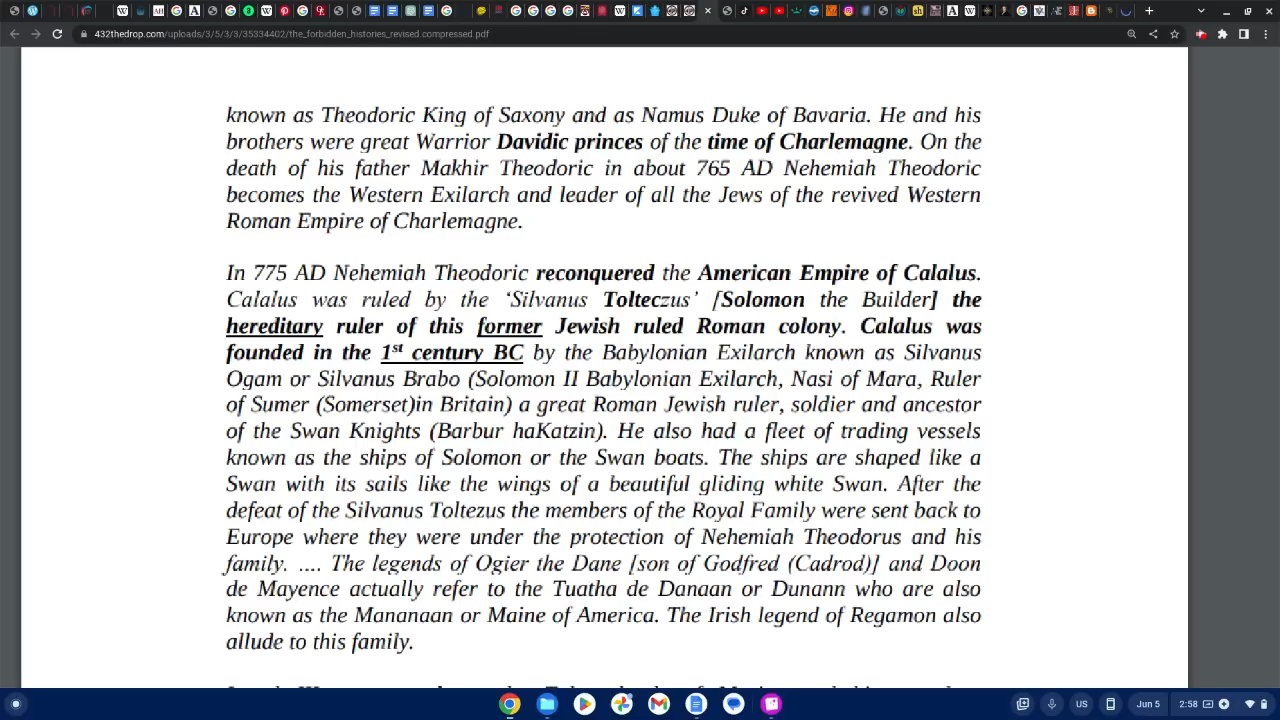 432thedrop.com/uploads/3/5/3/3/35334402/the_forbidden_histories_revised.compressed.pdf
known as Theodoric King of Saxony and as Namus Duke of Bavaria. He and his
brothers were great Warrior Davidic princes of the time of Charlemagne. On the
death of his father Makhir Theodoric in about 765 AD Nehemiah Theodoric
becomes the Western Exilarch and leader of all the Jews of the revived Western
Roman Empire of Charlemagne.
In 775 AD Nehemiah Theodoric reconquered the American Empire of Calalus.
Calalus was ruled by the ‘Silvanus Tolteczus’ [Solomon the Builder] the
hereditary ruler of this former Jewish ruled Roman colony. Calalus was
founded in the 1st century BC by the Babylonian Exilarch known as Silvanus
Ogam or Silvanus Brabo (Solomon II Babylonian Exilarch, Nasi of Mara, Ruler
of Sumer (Somerset)in Britain) a great Roman Jewish ruler, soldier and ancestor
of the Swan Knights (Barbur haKatzin). He also had a fleet of trading vessels
known as the ships of Solomon or the Swan boats. The ships are shaped like a
Swan with its sails like the wings of a beautiful gliding white Swan. After the
defeat of the Silvanus Toltezus the members of the Royal Family were sent back to
Europe where they were under the protection of Nehemiah Theodorus and his
family. .... The legends of Ogier the Dane [son of Godfred (Cadrod)] and Doon
de Mayence actually refer to the Tuatha de Danaan or Dunann who are also
known as the Mananaan or Maine of America. The Irish legend of Regamon also
allude to this family.
US
Jun 5
2:58